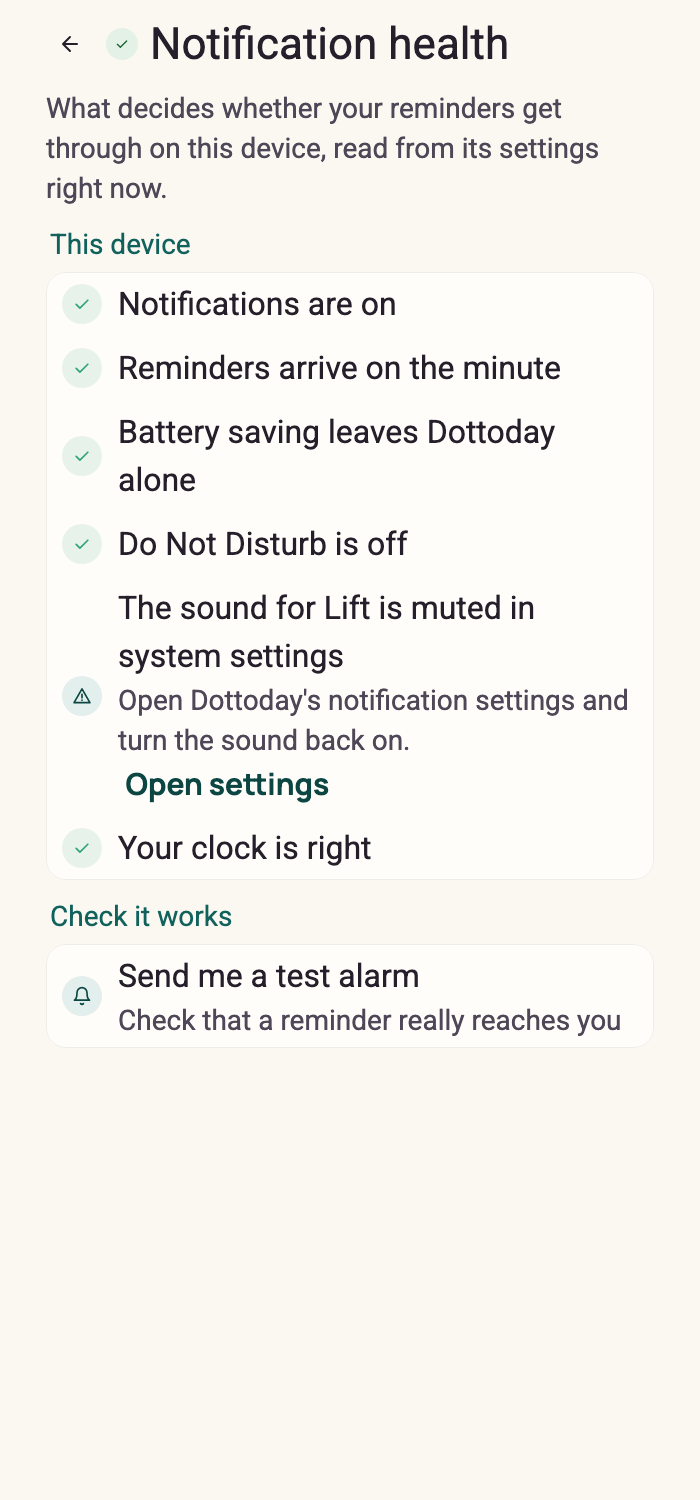 Notification health
What decides whether your reminders get
through on this device, read from its settings
right now.
This device
Notifications are on
Reminders arrive on the minute
Battery saving leaves Dottoday
alone
Do Not Disturb is off
The sound for Lift is muted in
system settings
Open Dottoday's notification settings and
turn the sound back on.
Open settings
Your clock is right
Check it works
Send me a test alarm
Check that a reminder really reaches you